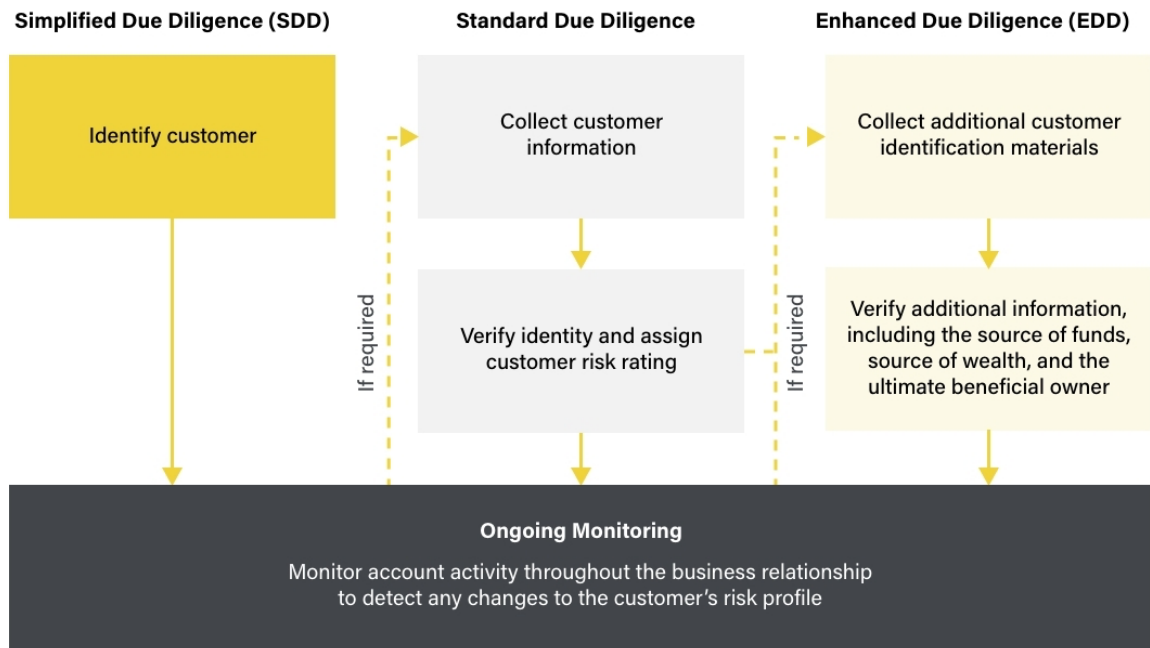 Simplified Due Diligence (SDD)
Standard Due Diligence
Enhanced Due Diligence (EDD)
Identify customer
Collect customer
information
Collect additional customer
identification materials
If required
Verify identity and assign
customer risk rating
If required
Verify additional information,
including the source of funds,
source of wealth, and the
ultimate beneficial owner
Ongoing Monitoring
Monitor account activity throughout the business relationship
to detect any changes to the customer's risk profile